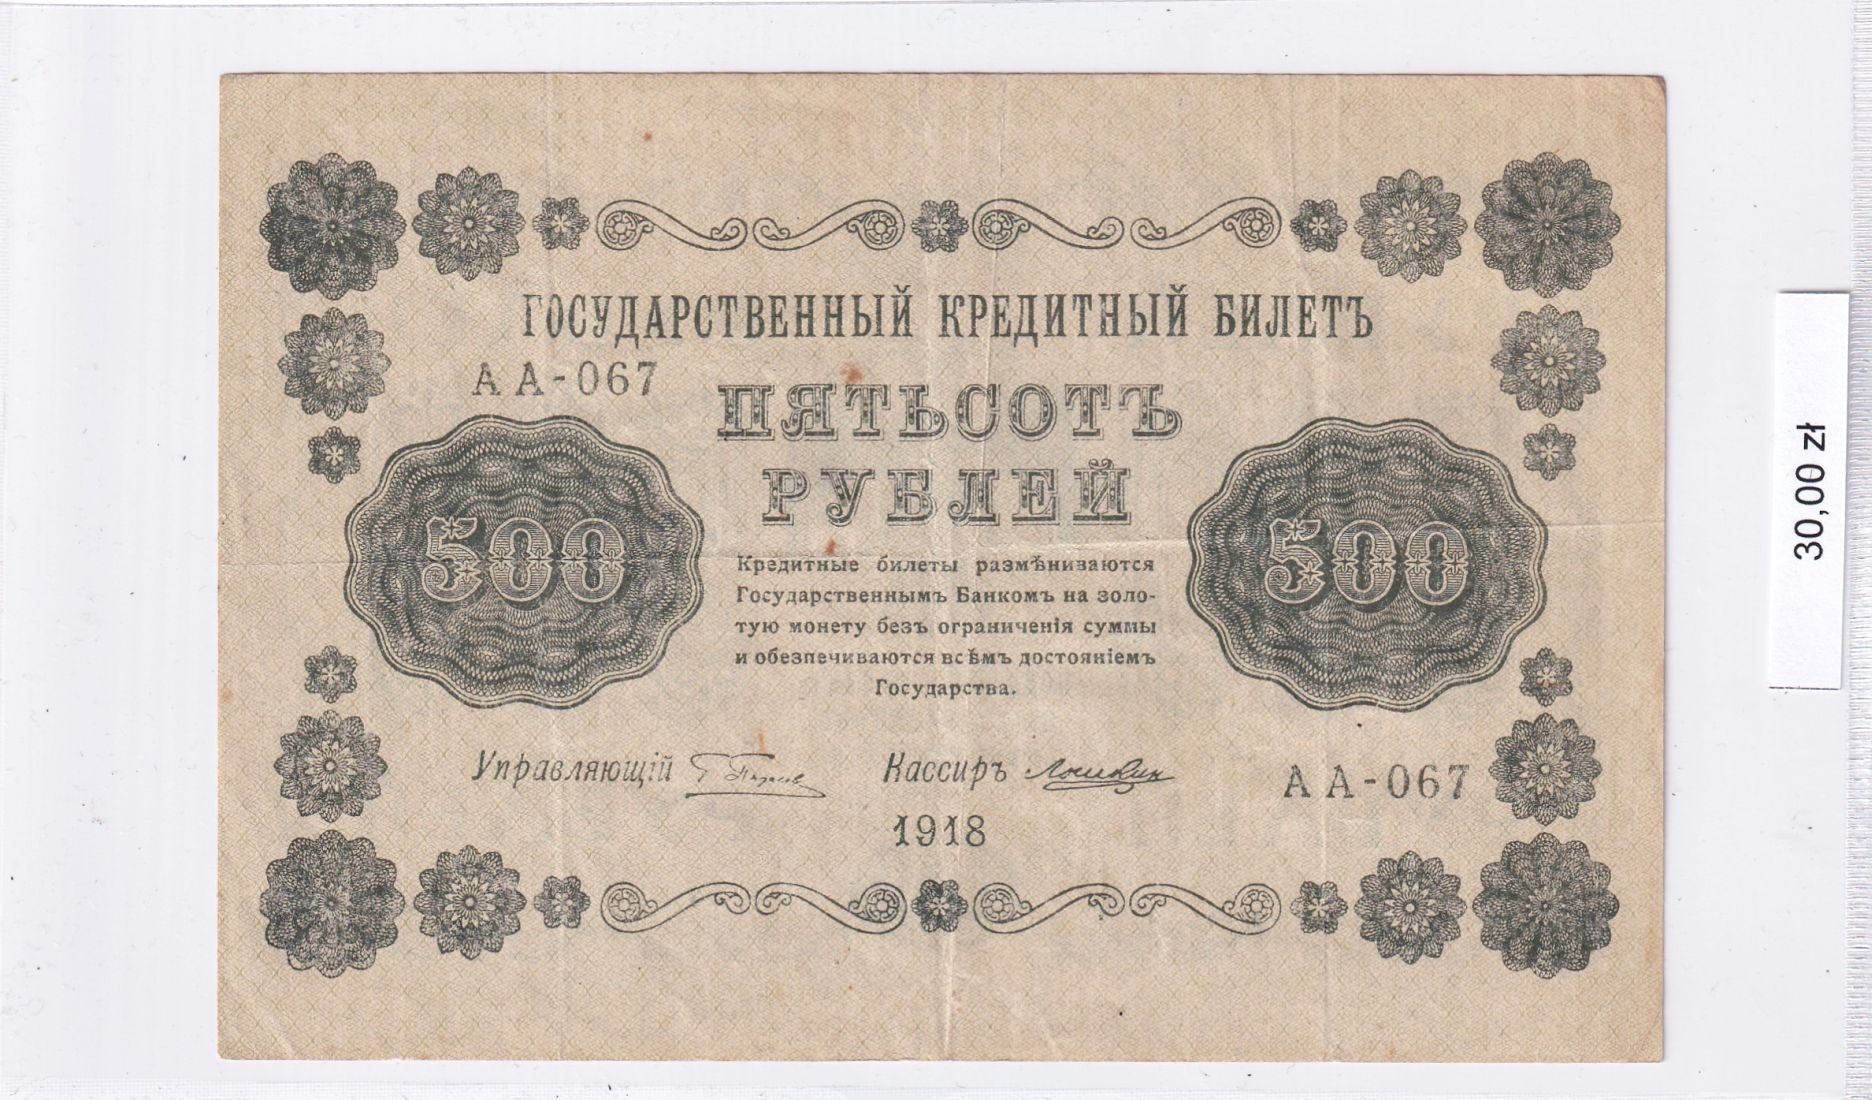 ГОСУДАРСТВЕННЫЙ КРЕДИТНЫЙ БИЛЕТЪ
АА-067
ПЯТЬСОТЪ
РУБЛЕЙ
500
500
Кредитные билеты размѣниваются
Государственнымъ Банкомъ на золо-
тую монету безъ ограниченія суммы
и обезпечиваются всѣмъ достояніемъ
Государства.
Управляющій
Кассиръ
АА-067
1918
30,00 zł